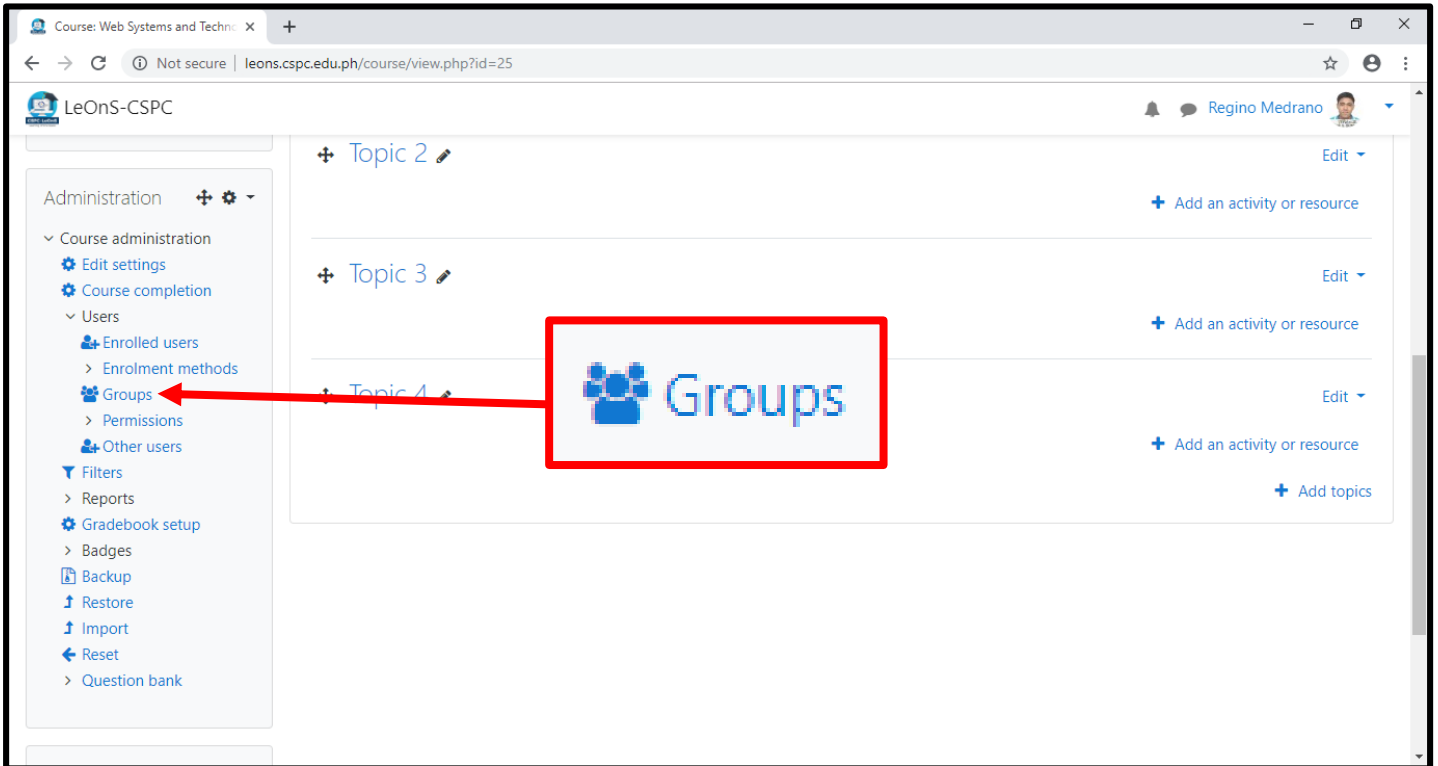 Course: Web Systems and Techno
Not secure | leons.cspc.edu.ph/course/view.php?id=25
LeOnS-CSPC
Regino Medrano
Topic 2
Edit
Add an activity or resource
Administration
Course administration
Edit settings
Course completion
Users
Enrolled users
Enrolment methods
Groups
Permissions
Other users
Filters
Reports
Gradebook setup
Badges
Backup
Restore
Import
Reset
Question bank
Topic 3
Edit
Add an activity or resource
Topic 4
Edit
Groups
Add an activity or resource
Add topics